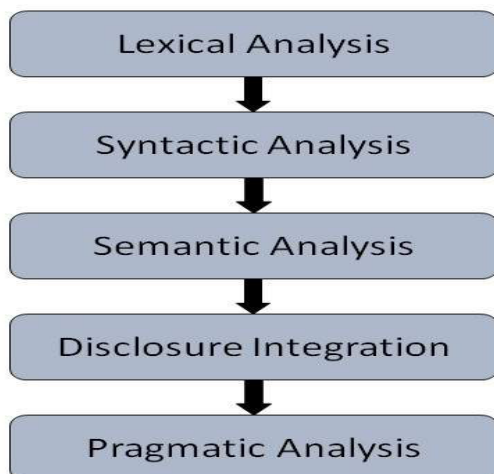 Lexical Analysis
Syntactic Analysis
Semantic Analysis
Disclosure Integration
Pragmatic Analysis